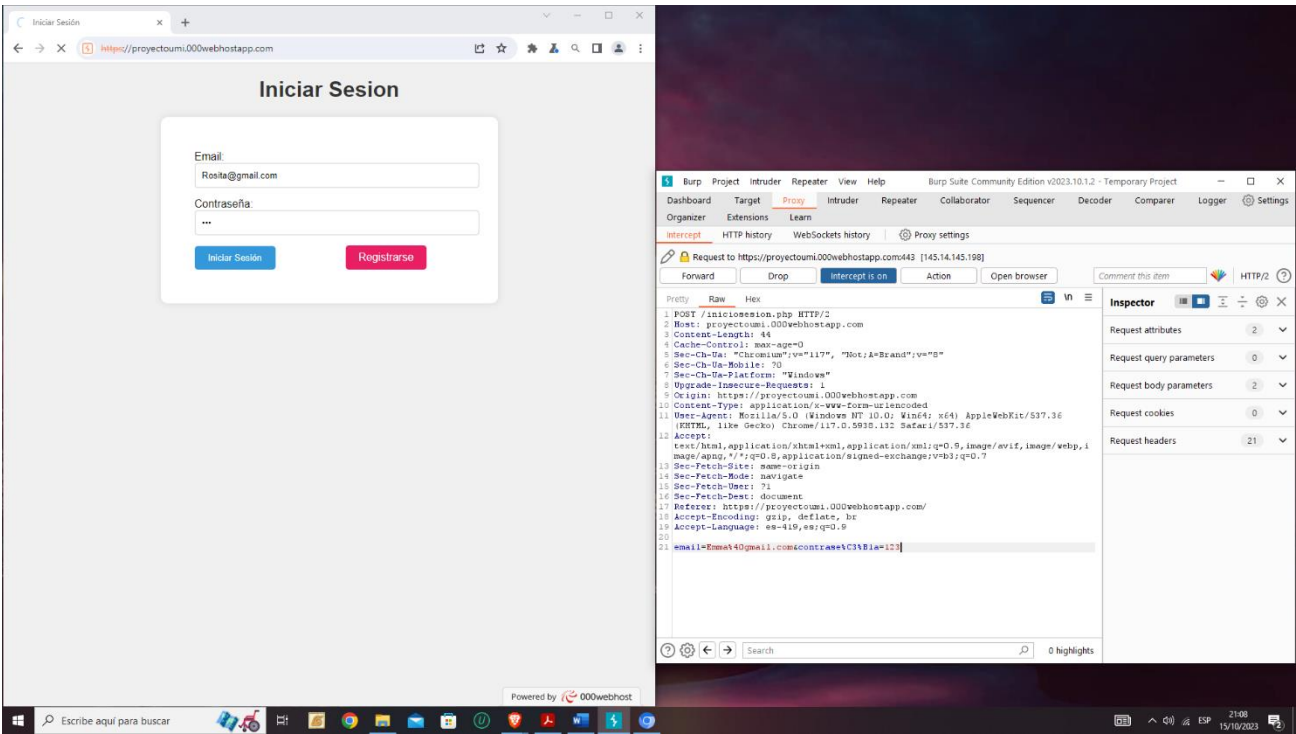 Iniciar Sesión
https://proyectoumi.000webhostapp.com
Iniciar Sesion
Email:
Rosita@gmail.com
Contraseña:
•••
Iniciar Sesión
Registrarse
Powered by 000webhost
Burp Project Intruder Repeater View Help Burp Suite Community Edition v2023.10.1.2 - Temporary Project
Dashboard Target Proxy Intruder Repeater Collaborator Sequencer Decoder Comparer Logger Settings
Organizer Extensions Learn
Intercept HTTP history WebSockets history Proxy settings
Request to https://proyectoumi.000webhostapp.com:443 [145.14.145.198]
Forward Drop Intercept is on Action Open browser Comment this item HTTP/2
Pretty Raw Hex \n
1 POST /iniciosesion.php HTTP/2
2 Host: proyectoumi.000webhostapp.com
3 Content-Length: 44
4 Cache-Control: max-age=0
5 Sec-Ch-Ua: "Chromium";v="117", "Not;A=Brand";v="8"
6 Sec-Ch-Ua-Mobile: ?0
7 Sec-Ch-Ua-Platform: "Windows"
8 Upgrade-Insecure-Requests: 1
9 Origin: https://proyectoumi.000webhostapp.com
10 Content-Type: application/x-www-form-urlencoded
11 User-Agent: Mozilla/5.0 (Windows NT 10.0; Win64; x64) AppleWebKit/537.36
(KHTML, like Gecko) Chrome/117.0.5938.132 Safari/537.36
12 Accept:
text/html,application/xhtml+xml,application/xml;q=0.9,image/avif,image/webp,i
mage/apng,*/*;q=0.8,application/signed-exchange;v=b3;q=0.7
13 Sec-Fetch-Site: same-origin
14 Sec-Fetch-Mode: navigate
15 Sec-Fetch-User: ?1
16 Sec-Fetch-Dest: document
17 Referer: https://proyectoumi.000webhostapp.com/
18 Accept-Encoding: gzip, deflate, br
19 Accept-Language: es-419,es;q=0.9
20
21 email=Emma%40gmail.com&contrase%C3%B1a=123
Inspector
Request attributes 2
Request query parameters 0
Request body parameters 2
Request cookies 0
Request headers 21
Search 0 highlights
Escribe aquí para buscar
ESP
21:08
15/10/2023
2